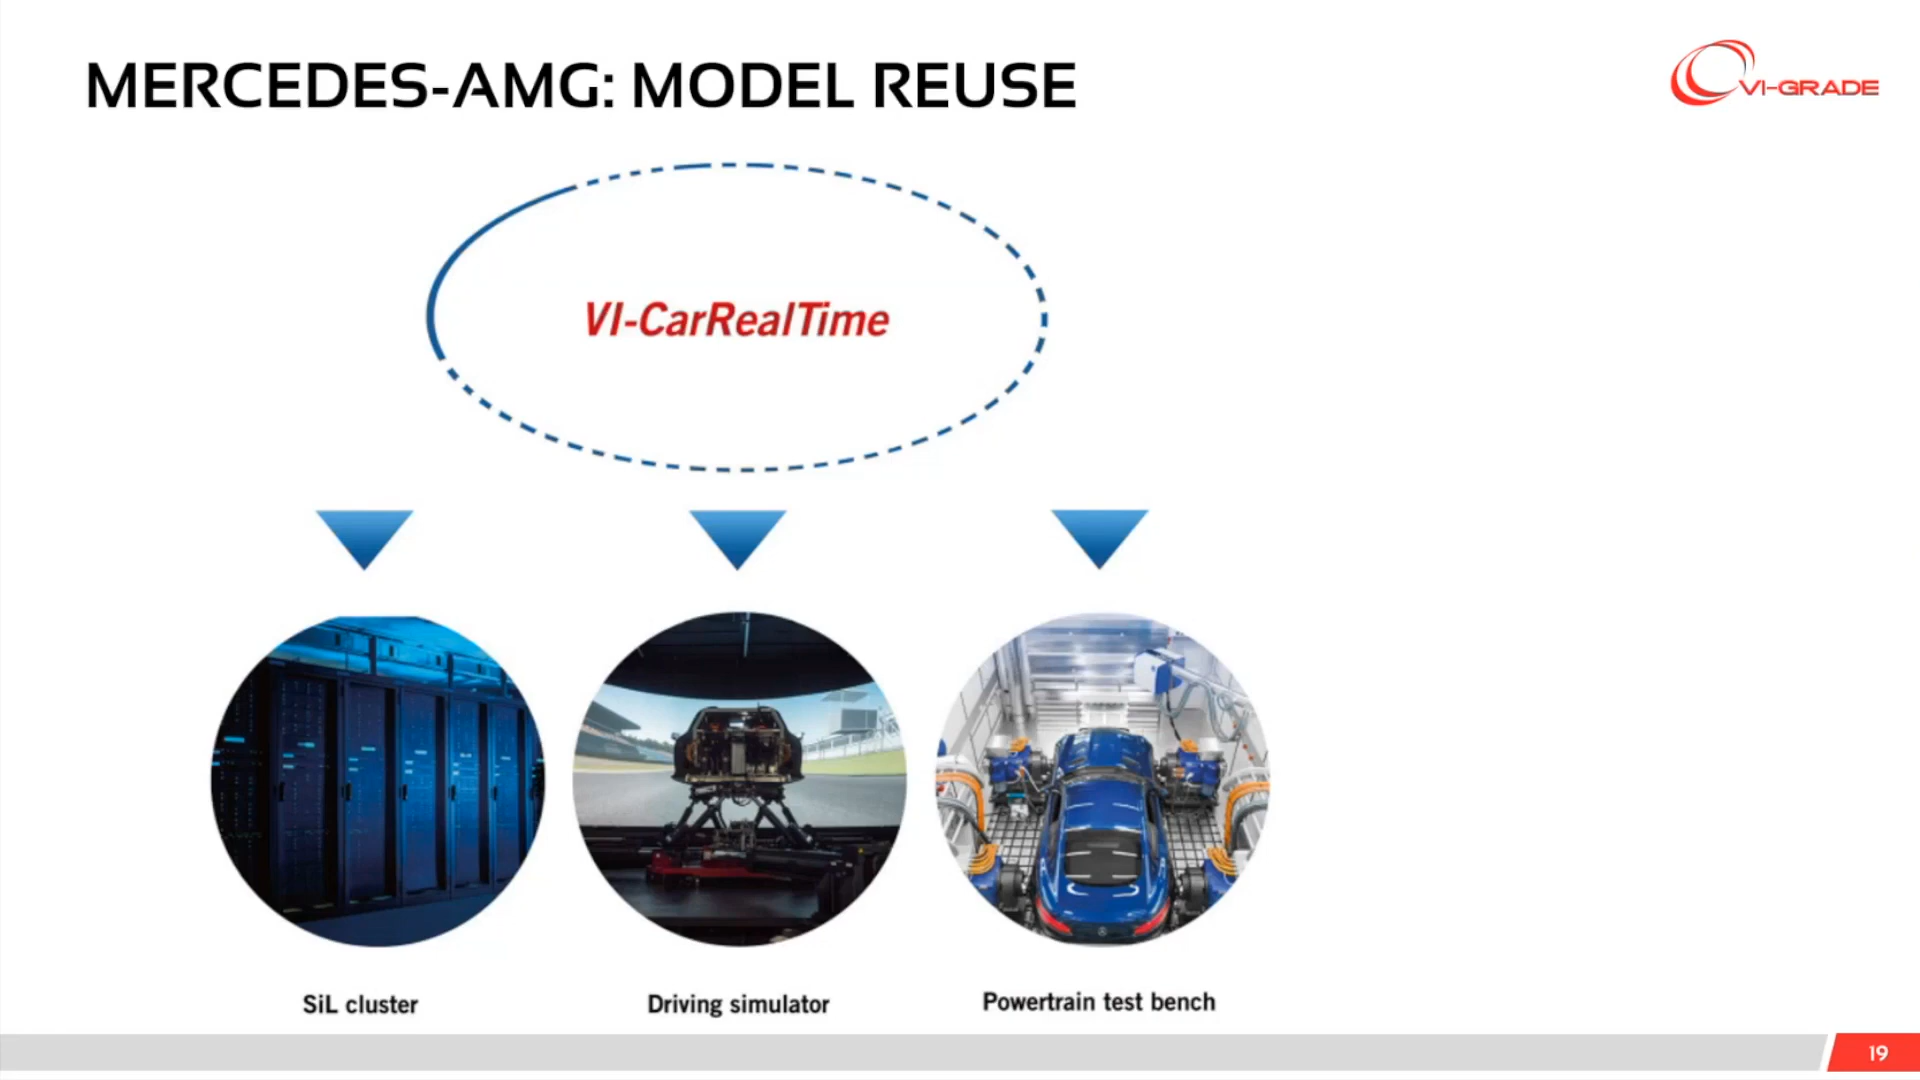 MERCEDES-AMG: MODEL REUSE
VI-GRADE
VI-CarRealTime
SiL cluster
Driving simulator
Powertrain test bench
19